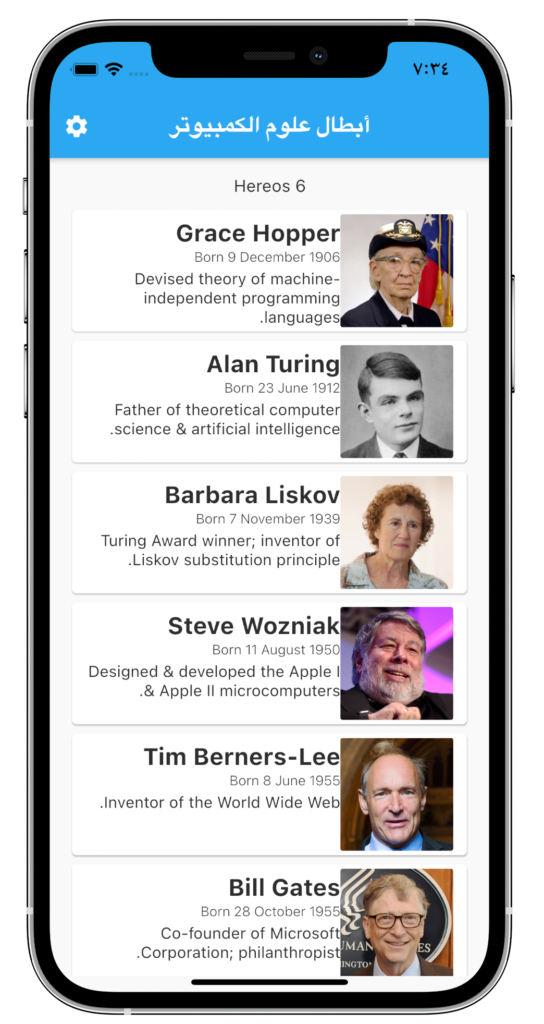 ٧:٣٤
أبطال علوم الكمبيوتر
Hereos 6
Grace Hopper
Born 9 December 1906
Devised theory of machine-
independent programming
.languages
Alan Turing
Born 23 June 1912
Father of theoretical computer
.science & artificial intelligence
Barbara Liskov
Born 7 November 1939
Turing Award winner; inventor of
.Liskov substitution principle
Steve Wozniak
Born 11 August 1950
Designed & developed the Apple I
.& Apple II microcomputers
Tim Berners-Lee
Born 8 June 1955
.Inventor of the World Wide Web
Bill Gates
Born 28 October 1955
Co-founder of Microsoft
.Corporation; philanthropist